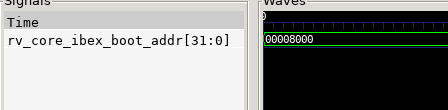 Signals
Waves
Time
0
rv_core_ibex_boot_addr[31:0]
00008000